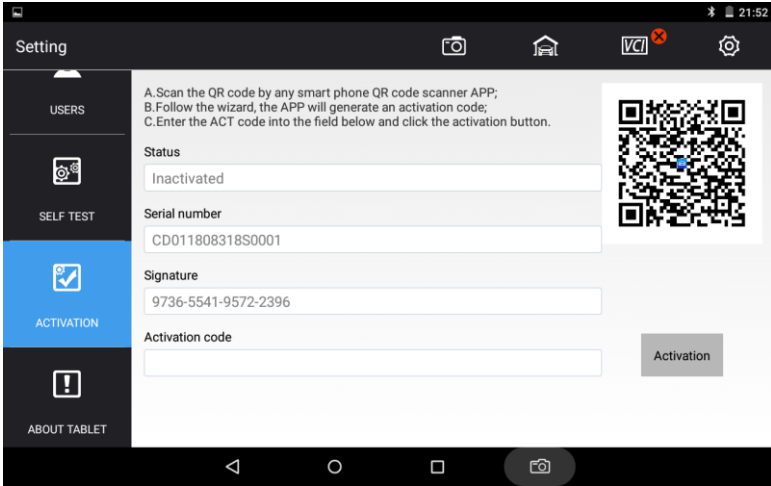 21:52
Setting
VCI
USERS
SELF TEST
ACTIVATION
ABOUT TABLET
A.Scan the QR code by any smart phone QR code scanner APP;
B.Follow the wizard, the APP will generate an activation code;
C.Enter the ACT code into the field below and click the activation button.
Status
Inactivated
Serial number
CD011808318S0001
Signature
9736-5541-9572-2396
Activation code
Activation